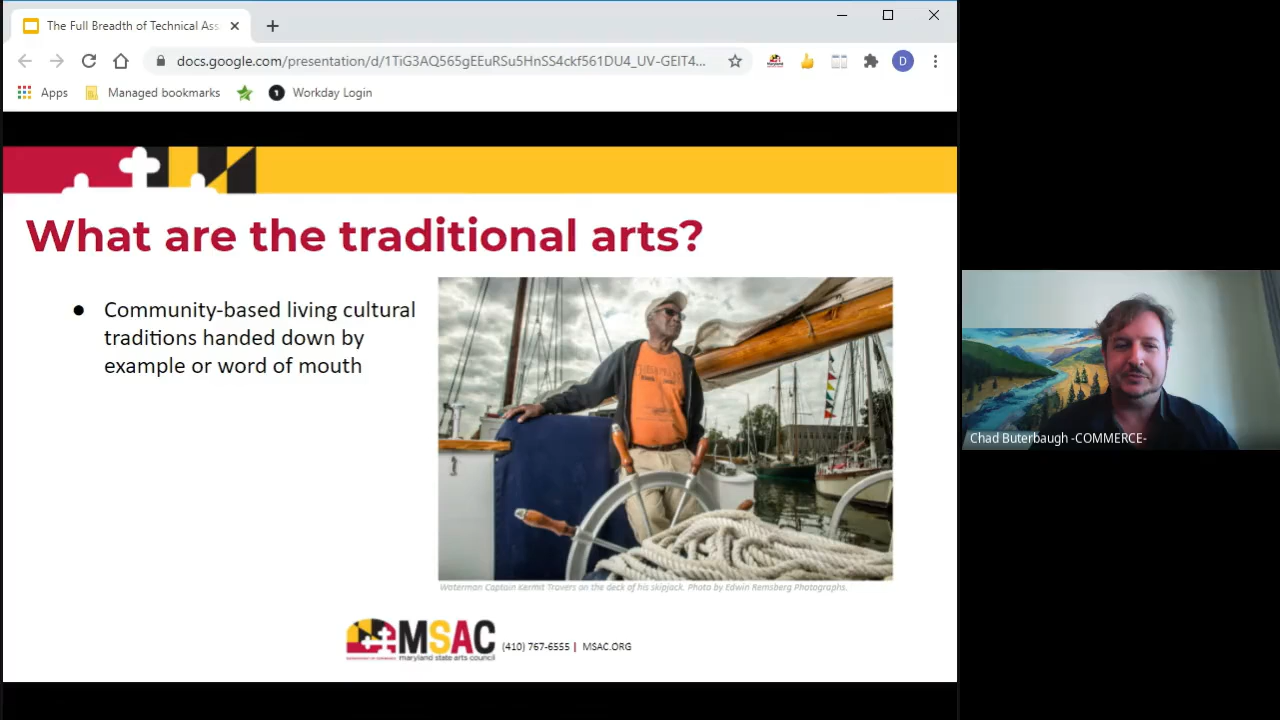 The Full Breadth of Technical Ass
docs.google.com/presentation/d/1TiG3AQ565gEEuRSu5HnSS4ckf561DU4_UV-GEIT4...
D
Apps
Managed bookmarks
Workday Login
What are the traditional arts?
● Community-based living cultural
traditions handed down by
example or word of mouth
Waterman Captain Kermit Travers on the deck of his skipjack. Photo by Edwin Remsberg Photographs.
MSAC
maryland state arts council
(410) 767-6555 | MSAC.ORG
Chad Buterbaugh -COMMERCE-